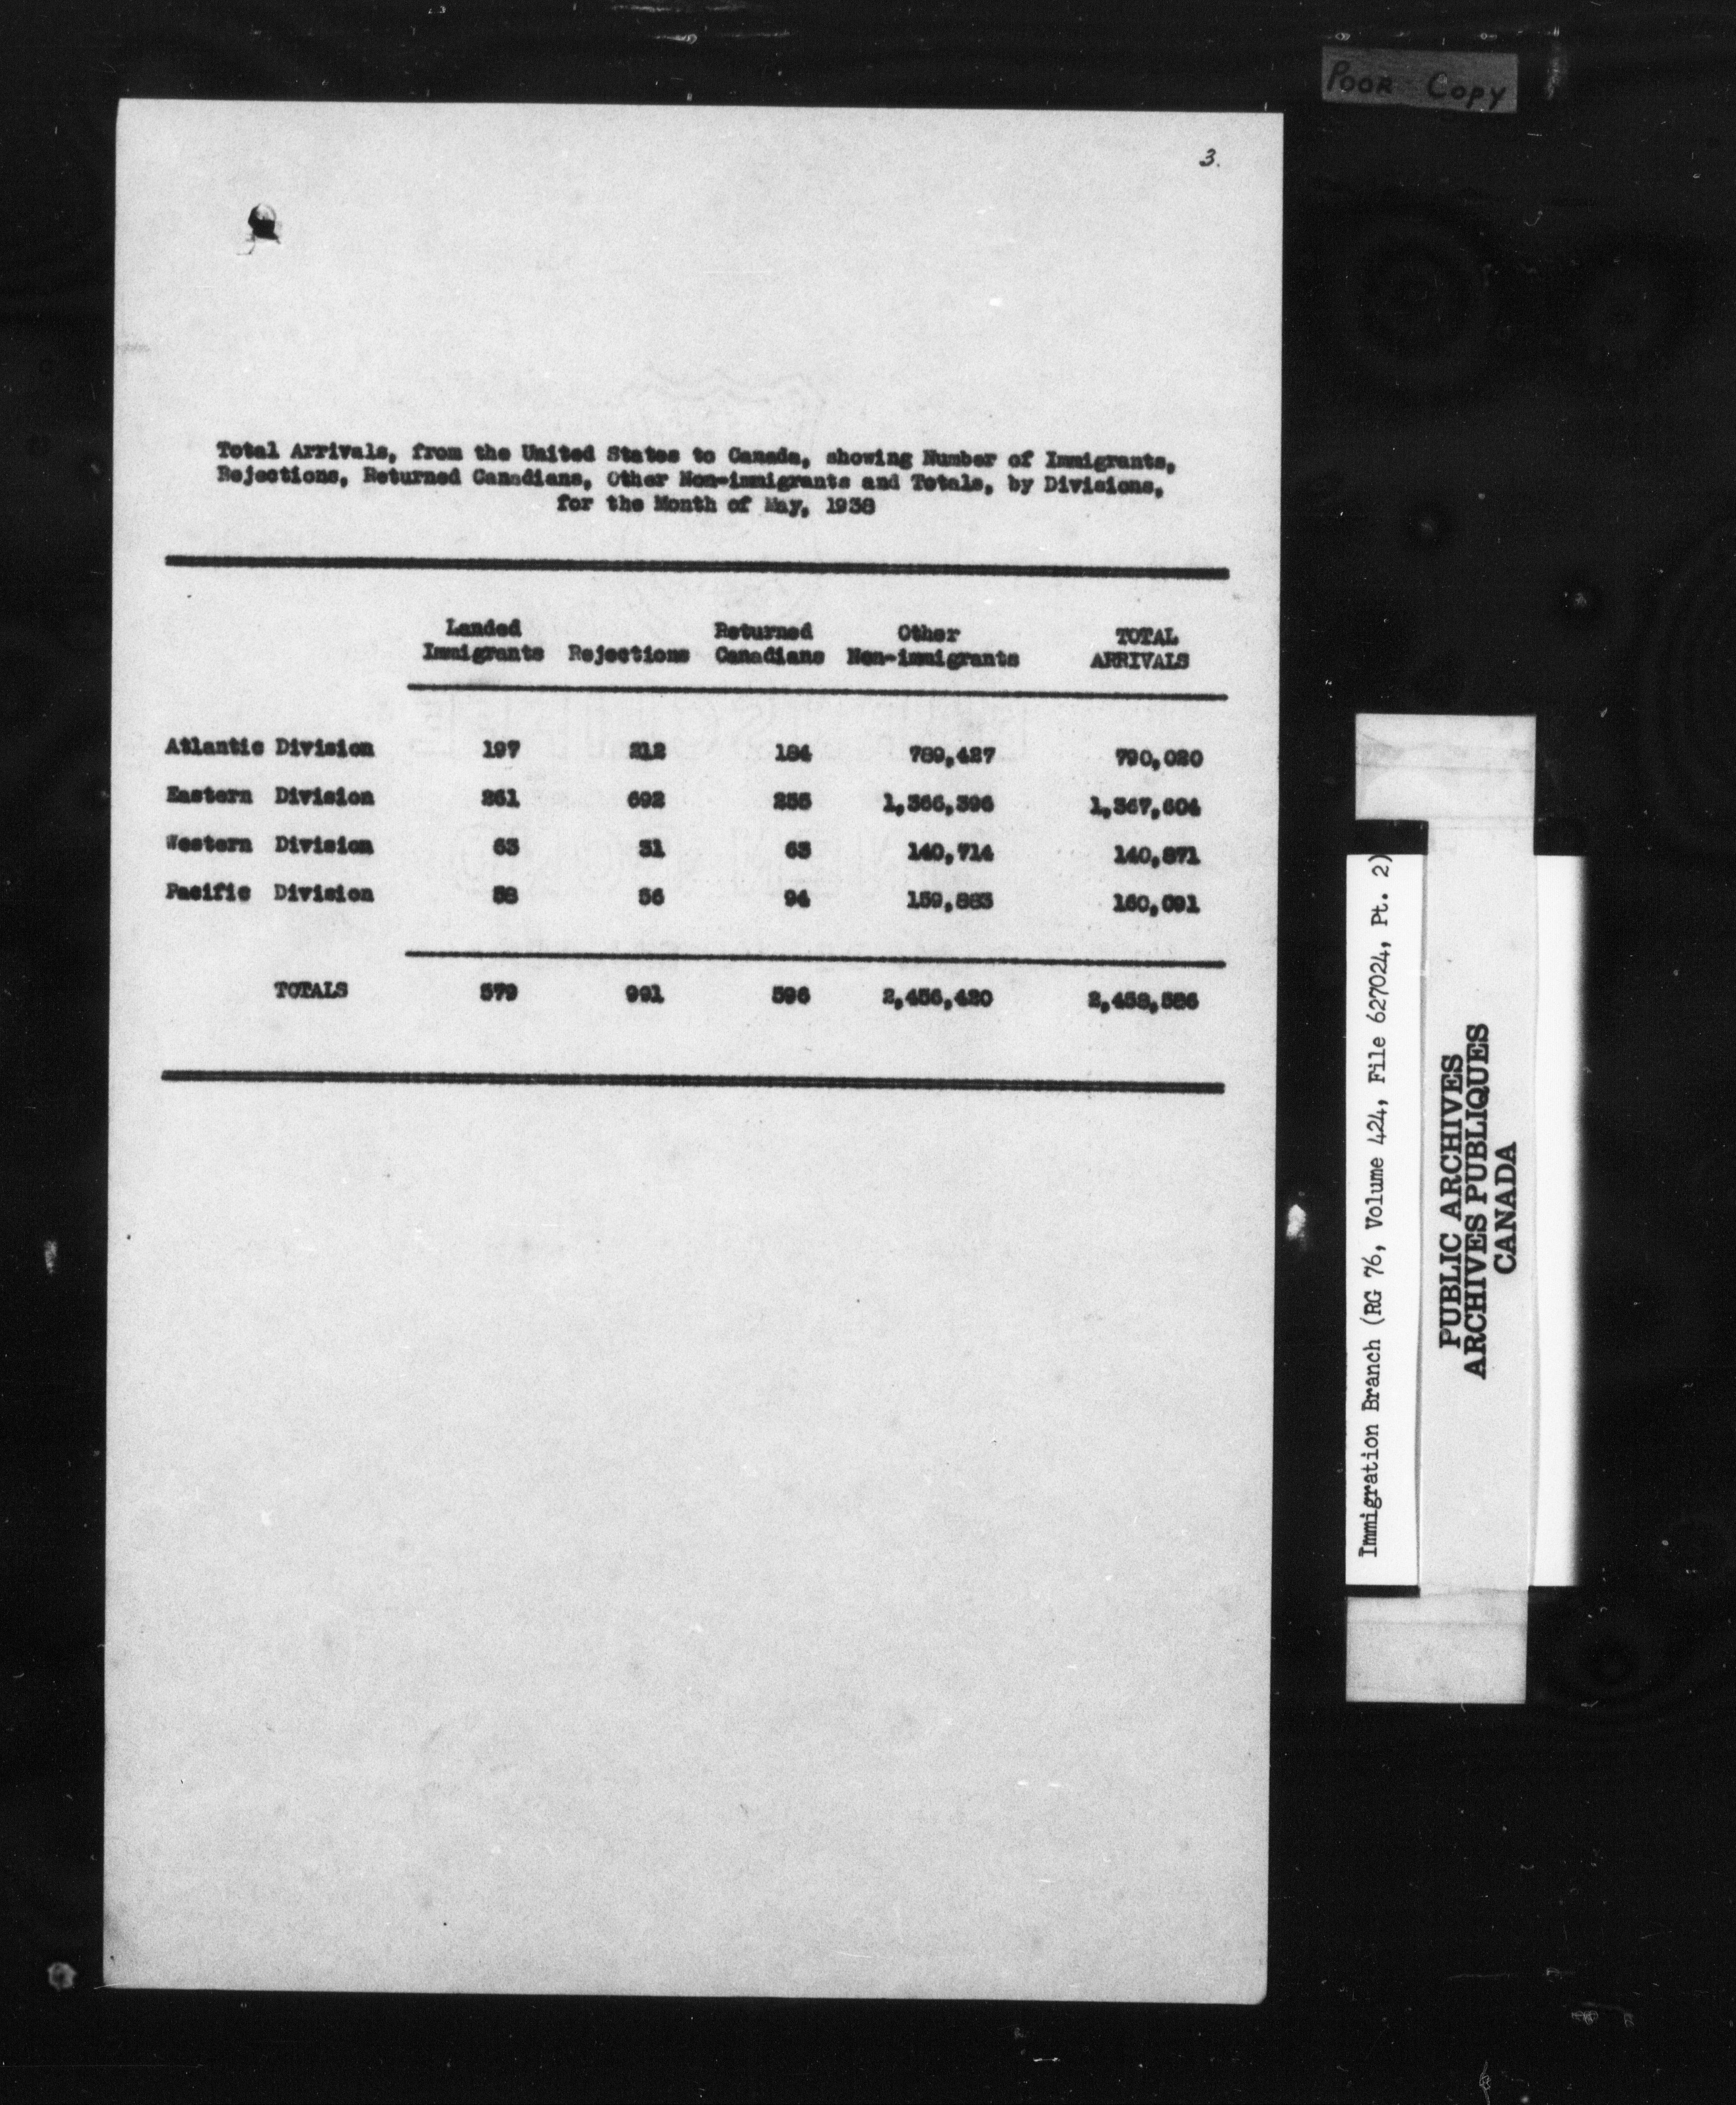 POOR COPY
3.
Total Arrivals, from the United States to Canada, showing Number of Immigrants,
Rejections, Returned Canadians, Other Non-immigrants and Totals, by Divisions,
for the Month of May, 1938
Landed Returned Other TOTAL
Immigrants Rejections Canadians Non-immigrants ARRIVALS
Atlantic Division 197 212 184 789,427 790,020
Eastern Division 261 692 255 1,366,396 1,367,604
Western Division 63 31 63 140,714 140,871
Pacific Division 58 56 94 159,883 160,091
TOTALS 579 991 596 2,456,420 2,458,586
Immigration Branch (RG 76, Volume 424, File 627024, Pt. 2)
PUBLIC ARCHIVES
ARCHIVES PUBLIQUES
CANADA